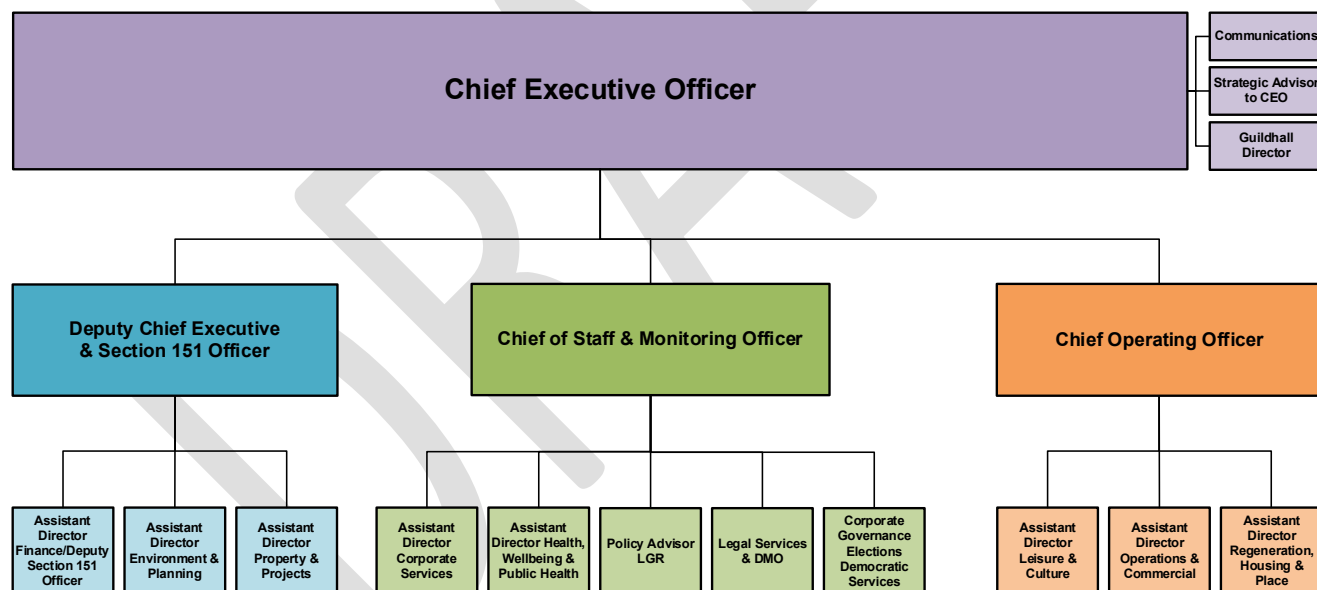 Chief Executive Officer
Communications
Strategic Advisor
to CEO
Guildhall
Director
Deputy Chief Executive
& Section 151 Officer
Chief of Staff & Monitoring Officer
Chief Operating Officer
Assistant
Director
Finance/Deputy
Section 151
Officer
Assistant
Director
Environment &
Planning
Assistant
Director
Property &
Projects
Assistant
Director
Corporate
Services
Assistant
Director Health,
Wellbeing &
Public Health
Policy Advisor
LGR
Legal Services
& DMO
Corporate
Governance
Elections
Democratic
Services
Assistant
Director
Leisure &
Culture
Assistant
Director
Operations &
Commercial
Assistant
Director
Regeneration,
Housing &
Place